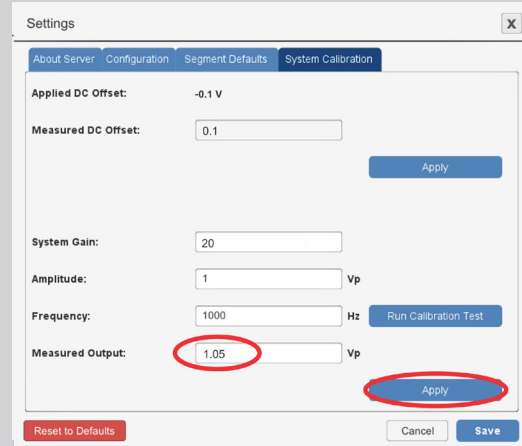 Settings X
About Server Configuration Segment Defaults System Calibration
Applied DC Offset: -0.1 V
Measured DC Offset: 0.1
Apply
System Gain: 20
Amplitude: 1 Vp
Frequency: 1000 Hz Run Calibration Test
Measured Output: 1.05 Vp
Apply
Reset to Defaults Cancel Save